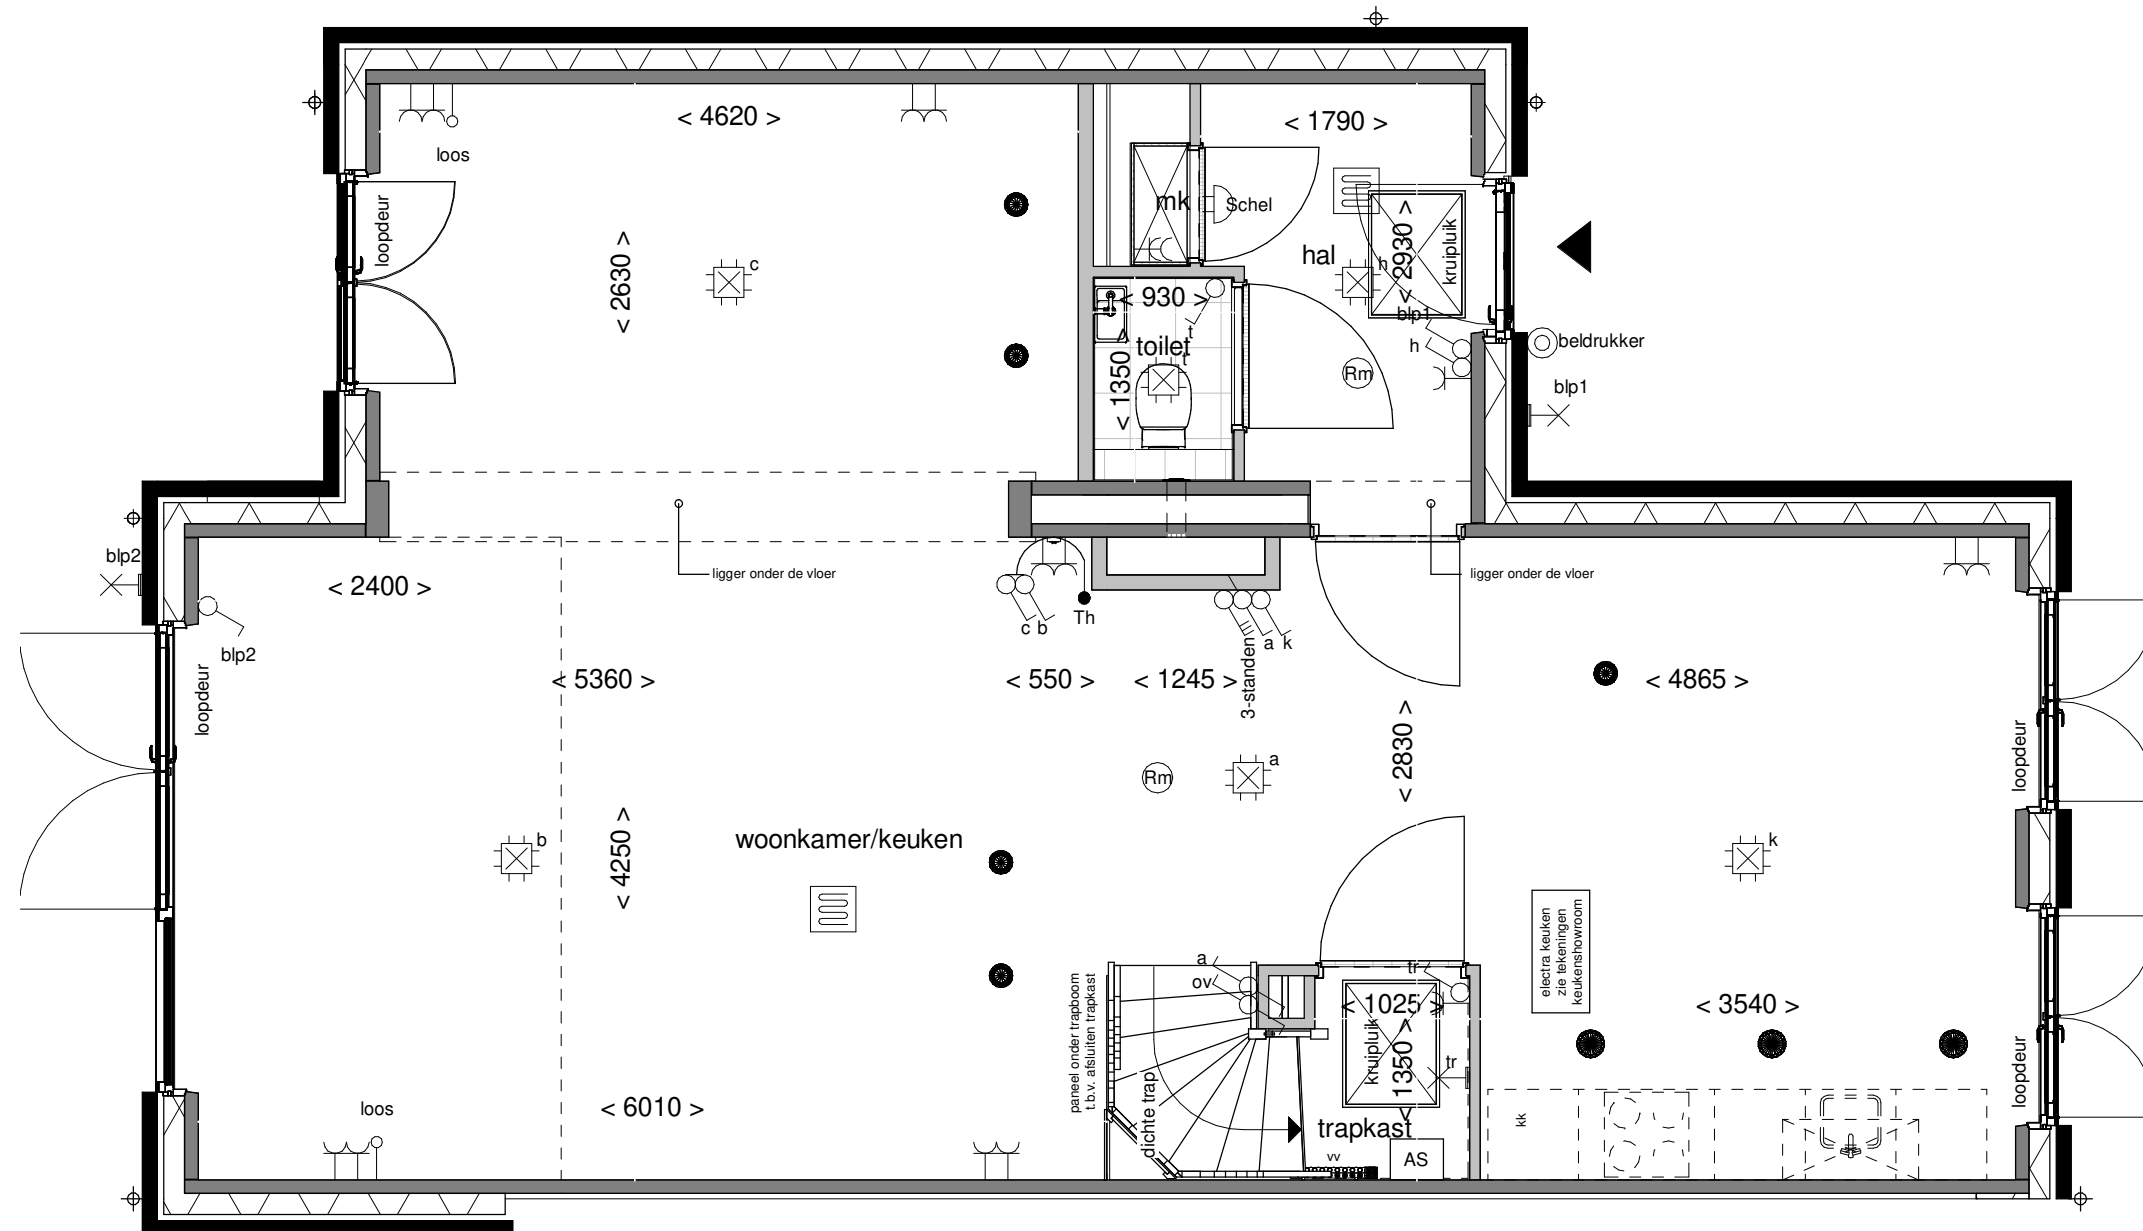 < 4620 >
< 1790 >
loos
loopdeur
mk
Schel
< 2630 >
c
hal
h
< 2930 >
kruipluik
< 930 >
t
blp1
toilet
t
h
beldrukker
< 1350 >
Rm
blp1
blp2
< 2400 >
ligger onder de vloer
ligger onder de vloer
Th
c b
a k
3-standen
blp2
loopdeur
< 5360 >
< 550 >
< 1245 >
< 4865 >
< 2830 >
loopdeur
Rm
a
b
woonkamer/keuken
k
< 4250 >
electra keuken
zie tekeningen
keukenshowroom
a
ov
tr
paneel onder trapboom
t.b.v. afsluiten trapkast
< 1025 >
< 3540 >
kruipluik
< 1350 >
tr
loopdeur
loos
< 6010 >
dichte trap
trapkast
kk
vv
AS